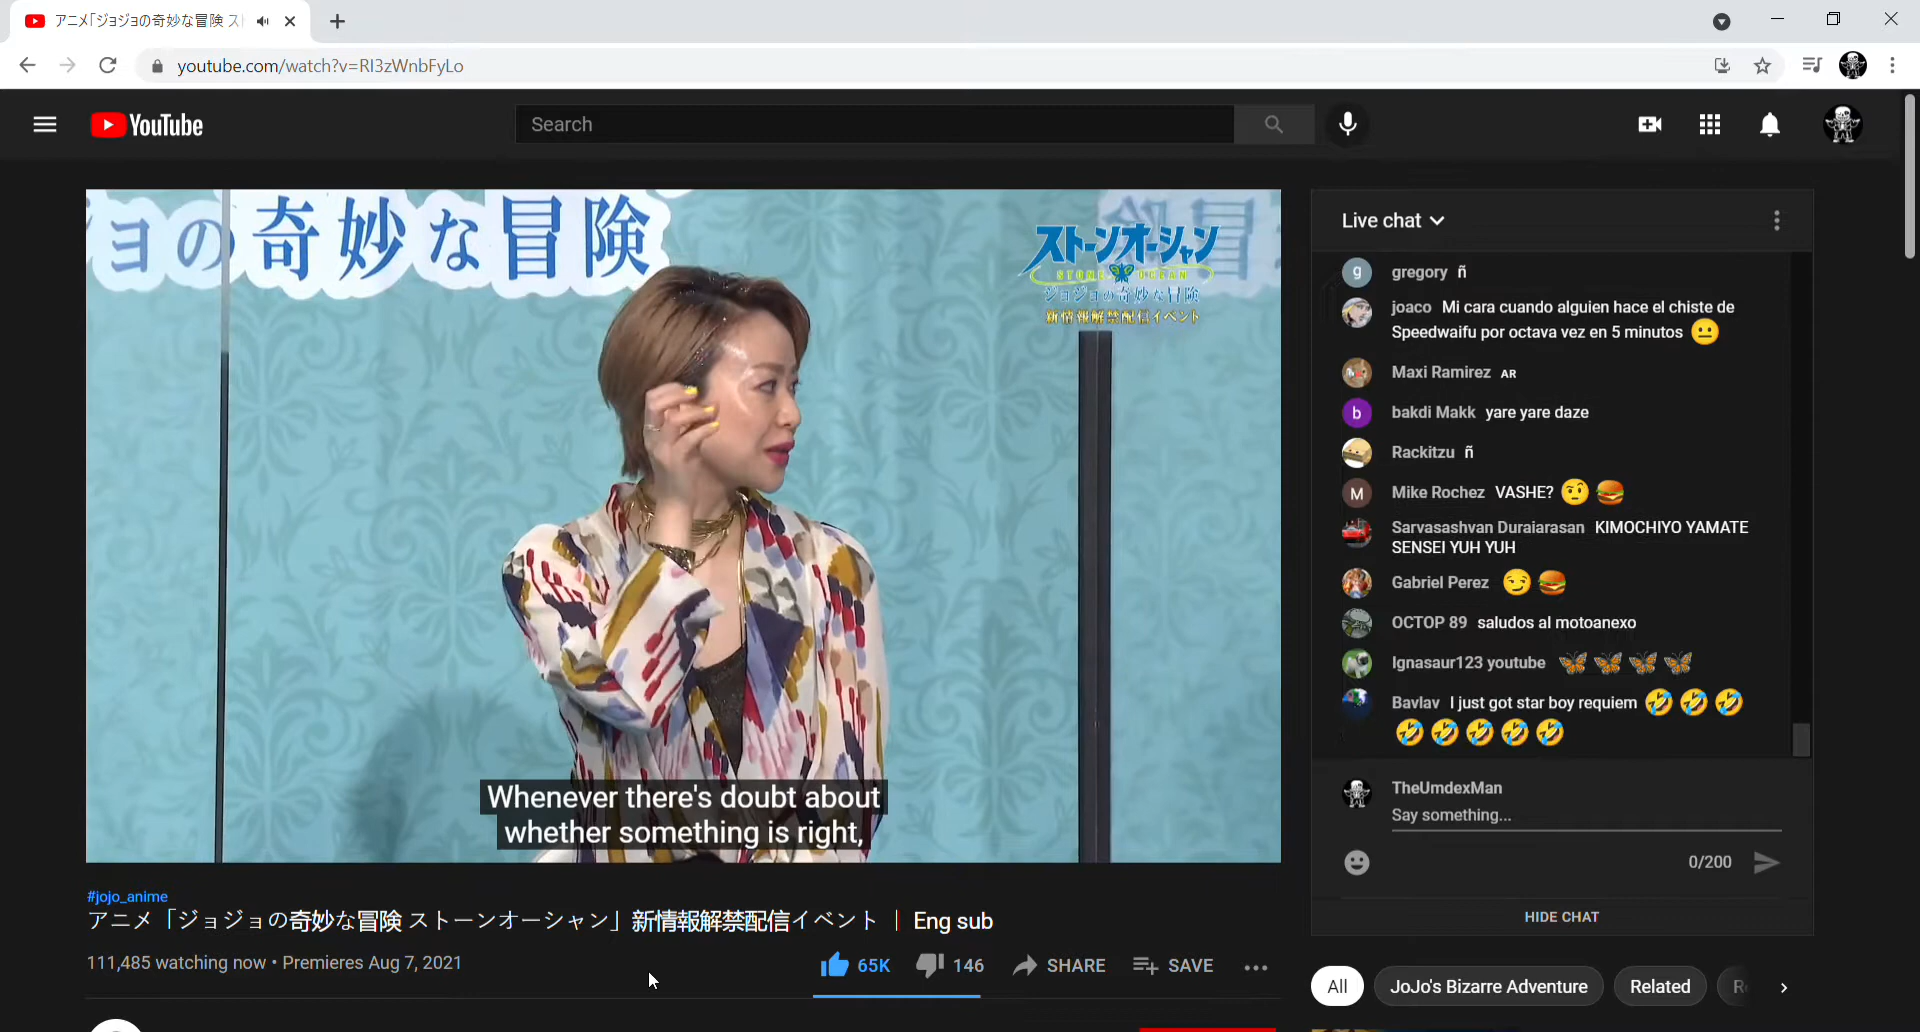 アニメ「ジョジョの奇妙な冒険 ス
youtube.com/watch?v=RI3zWnbFyLo
YouTube
Search
ョの奇妙な冒険
ストーンオーシャン
STONE OCEAN
ジョジョの奇妙な冒険
新情報解禁配信イベント
Whenever there's doubt about
whether something is right,
#jojo_anime
アニメ「ジョジョの奇妙な冒険 ストーンオーシャン」新情報解禁配信イベント ｜ Eng sub
111,485 watching now • Premieres Aug 7, 2021
65K 146 SHARE SAVE
Live chat
g gregory ñ
joaco Mi cara cuando alguien hace el chiste de
Speedwaifu por octava vez en 5 minutos 😐
Maxi Ramirez AR
b bakdi Makk yare yare daze
Rackitzu ñ
M Mike Rochez VASHE? 🤨 🍔
Sarvasashvan Duraiarasan KIMOCHIYO YAMATE
SENSEI YUH YUH
Gabriel Perez 😏 🍔
OCTOP 89 saludos al motoanexo
Ignasaur123 youtube 🦋 🦋 🦋 🦋
Bavlav I just got star boy requiem 🤣 🤣 🤣
🤣 🤣 🤣 🤣 🤣
TheUmdexMan
Say something...
0/200
HIDE CHAT
All JoJo's Bizarre Adventure Related